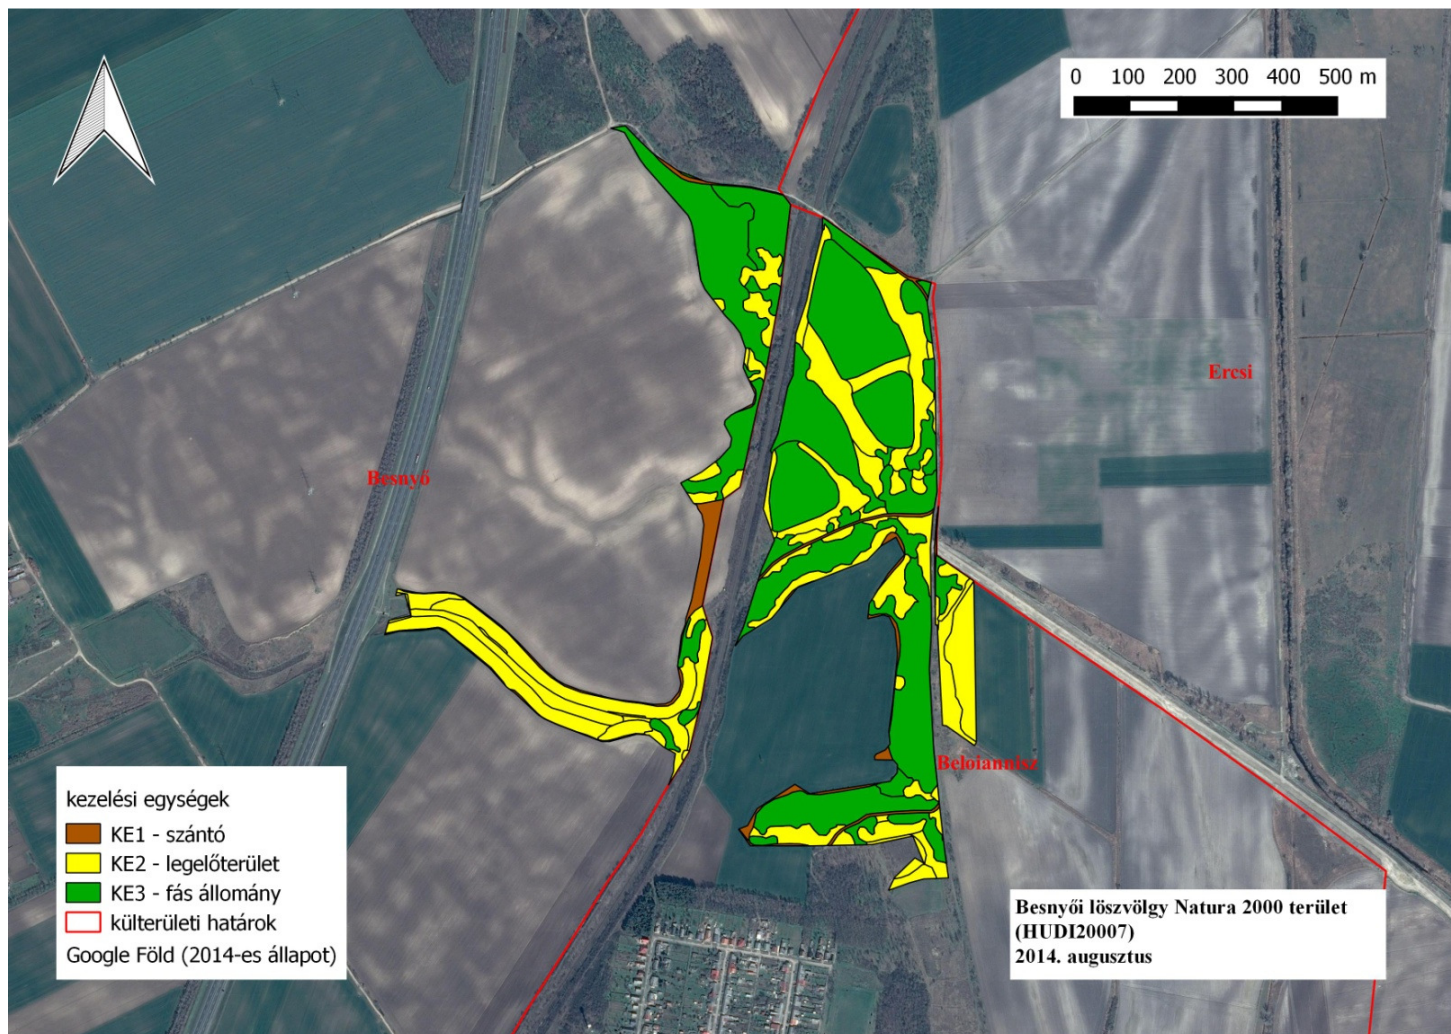 0 100 200 300 400 500 m
Ercsi
Besnyő
Beloiannisz
kezelési egységek
KE1 - szántó
KE2 - legelőterület
KE3 - fás állomány
külterületi határok
Google Föld (2014-es állapot)
Besnyői löszvölgy Natura 2000 terület
(HUDI20007)
2014. augusztus